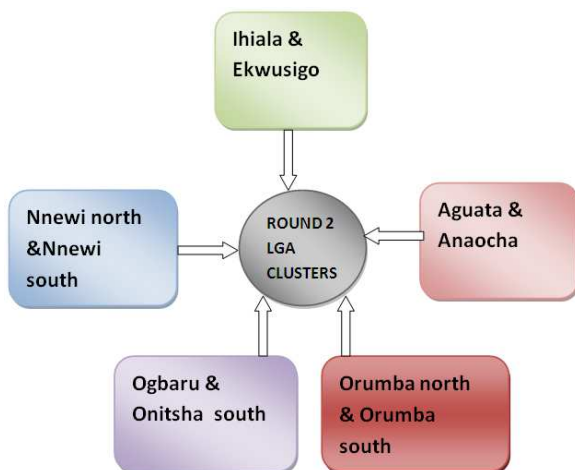 Ihiala &
Ekwusigo
Nnewi north
&Nnewi
south
ROUND 2
LGA
CLUSTERS
Aguata &
Anaocha
Ogbaru &
Onitsha south
Orumba north
& Orumba
south